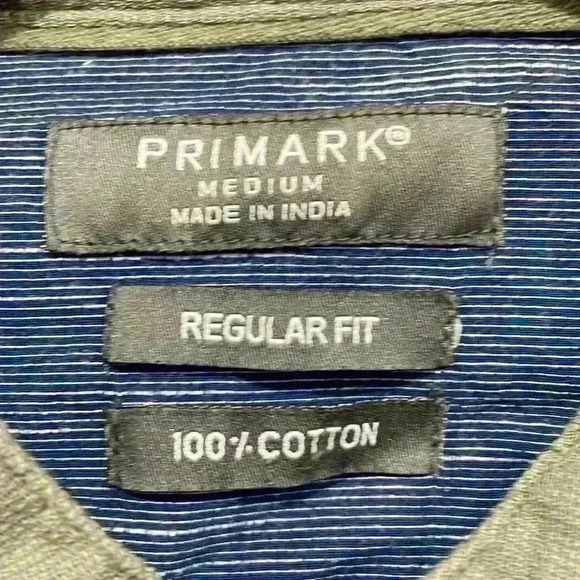 PRIMARK®
MEDIUM
MADE IN INDIA
REGULAR FIT
100% COTTON